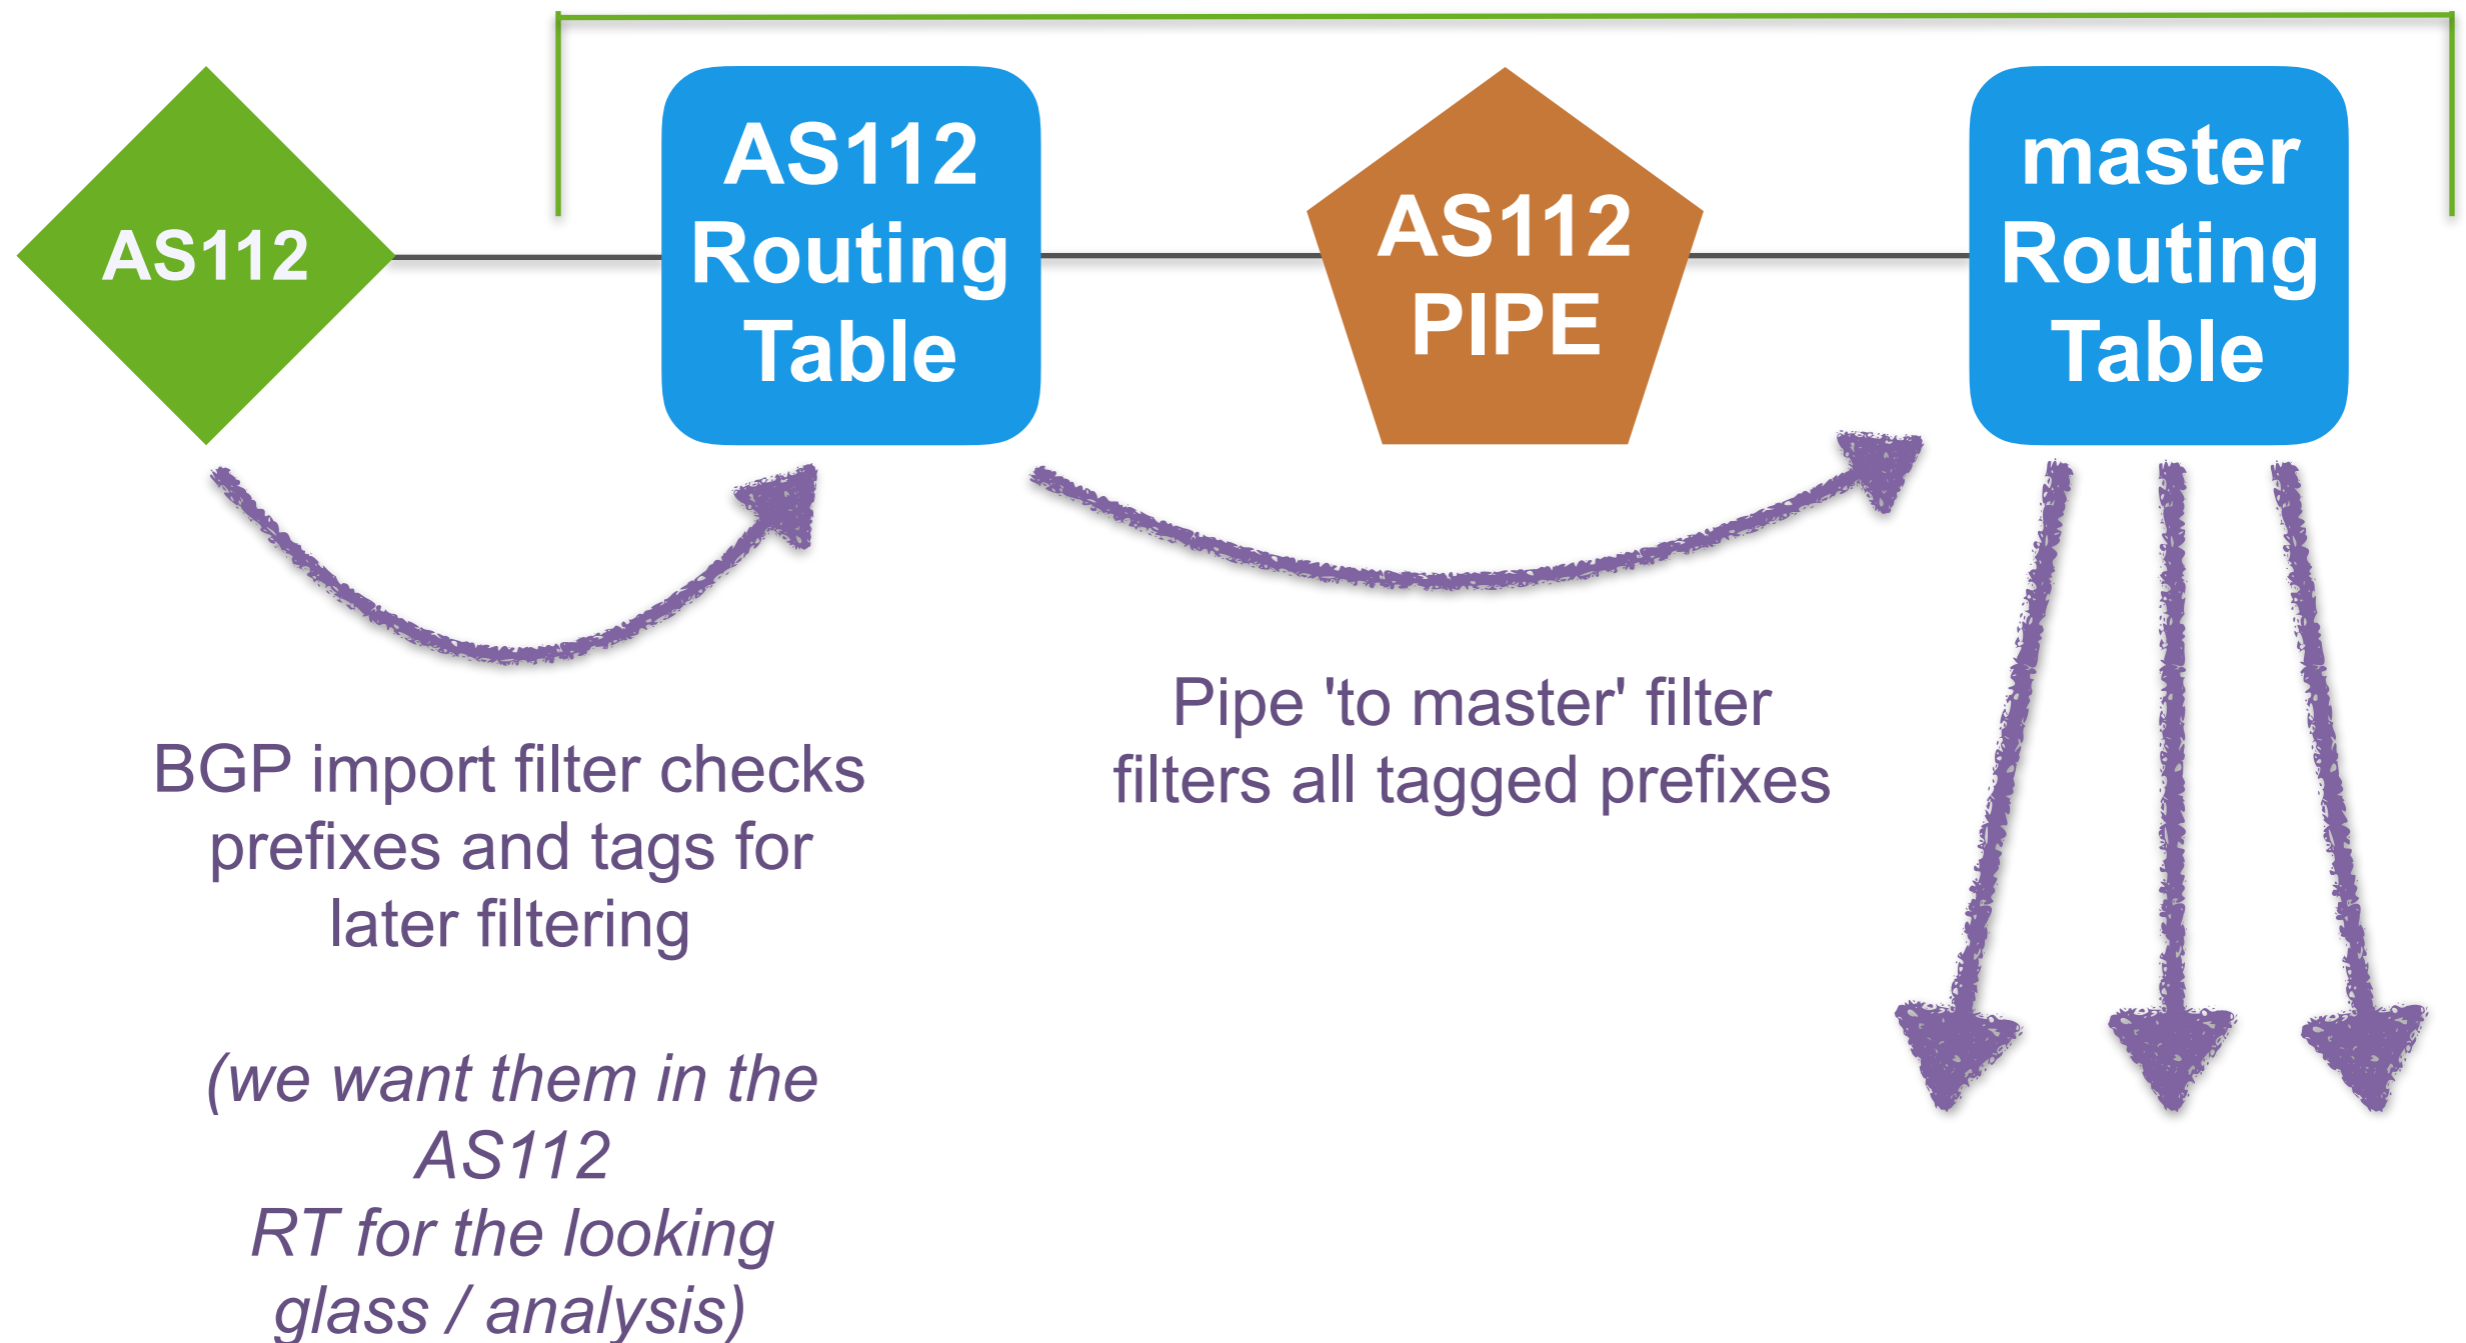 AS112
AS112
Routing
Table
AS112
PIPE
master
Routing
Table
BGP import filter checks
prefixes and tags for
later filtering
(we want them in the
AS112
RT for the looking
glass / analysis)
Pipe 'to master' filter
filters all tagged prefixes